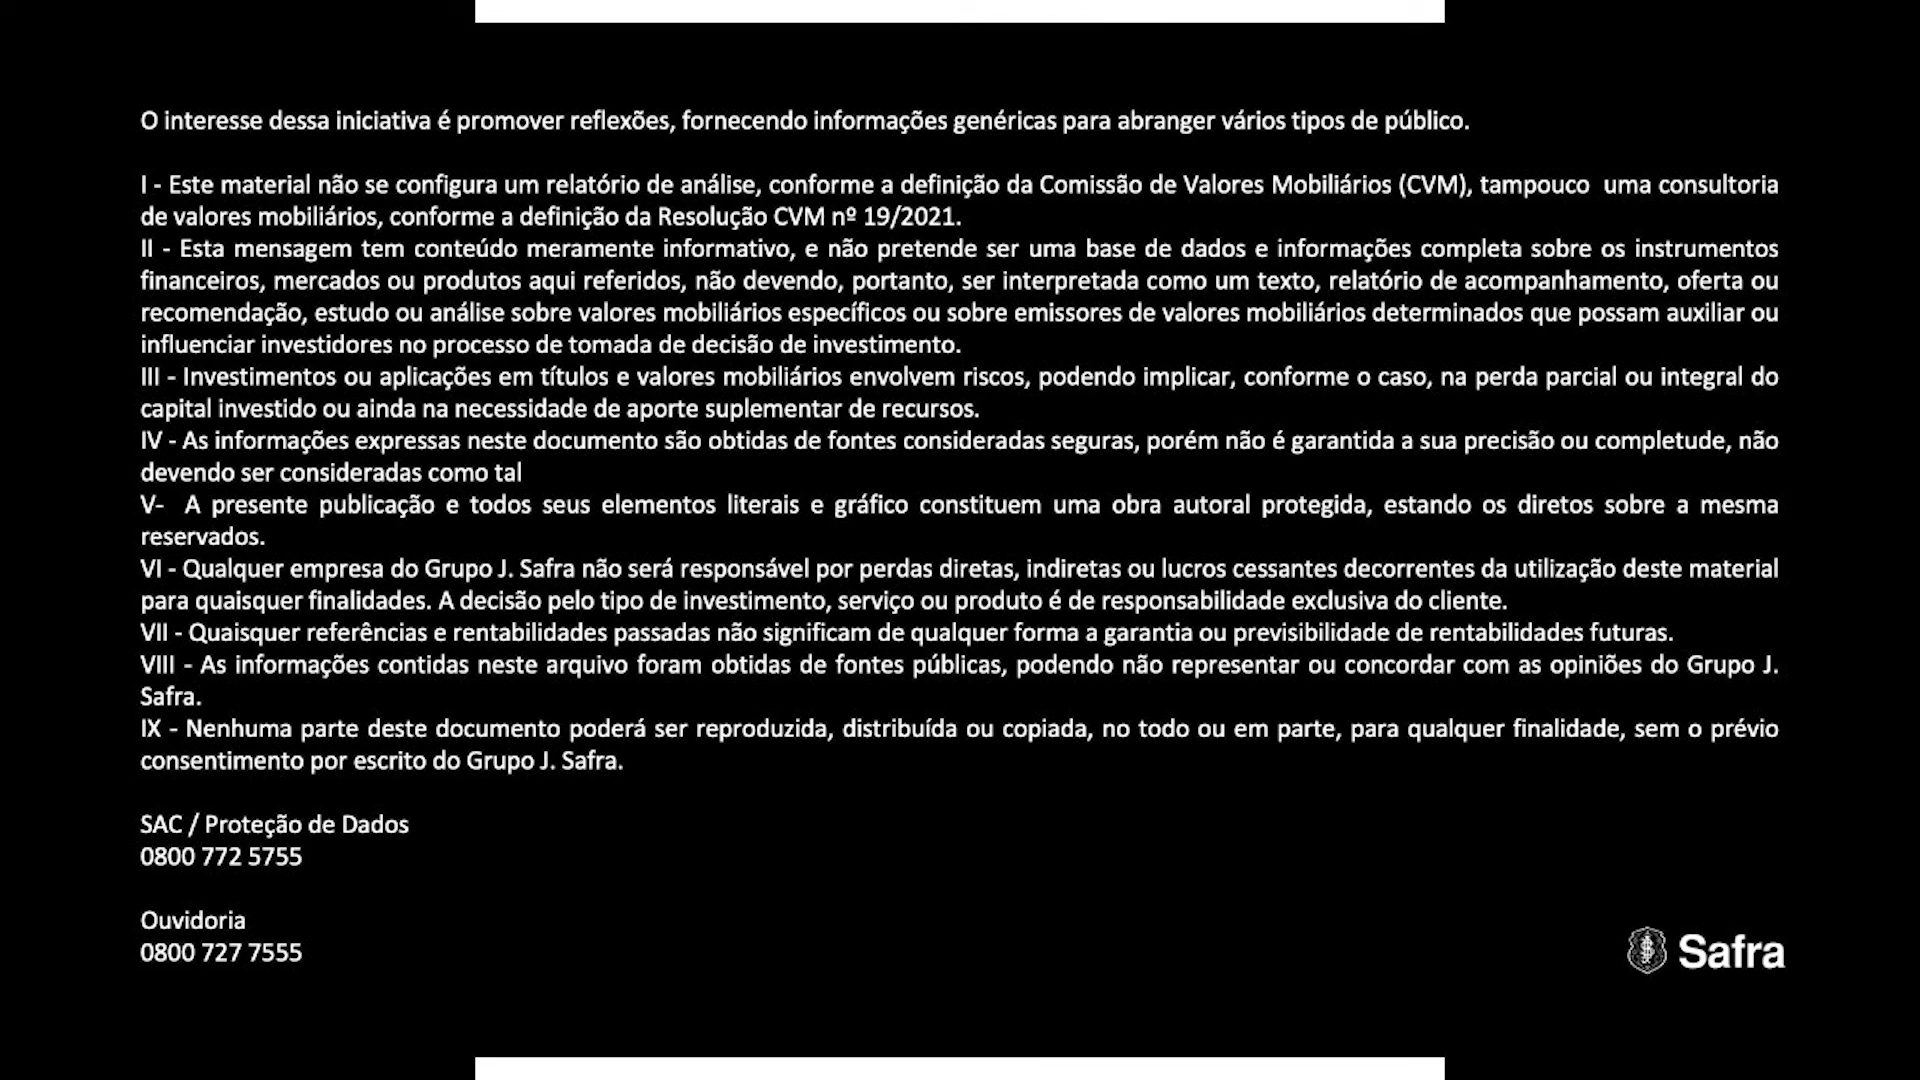 O interesse dessa iniciativa é promover reflexões, fornecendo informações genéricas para abranger vários tipos de público.
I - Este material não se configura um relatório de análise, conforme a definição da Comissão de Valores Mobiliários (CVM), tampouco uma consultoria
de valores mobiliários, conforme a definição da Resolução CVM nº 19/2021.
II - Esta mensagem tem conteúdo meramente informativo, e não pretende ser uma base de dados e informações completa sobre os instrumentos
financeiros, mercados ou produtos aqui referidos, não devendo, portanto, ser interpretada como um texto, relatório de acompanhamento, oferta ou
recomendação, estudo ou análise sobre valores mobiliários específicos ou sobre emissores de valores mobiliários determinados que possam auxiliar ou
influenciar investidores no processo de tomada de decisão de investimento.
III - Investimentos ou aplicações em títulos e valores mobiliários envolvem riscos, podendo implicar, conforme o caso, na perda parcial ou integral do
capital investido ou ainda na necessidade de aporte suplementar de recursos.
IV - As informações expressas neste documento são obtidas de fontes consideradas seguras, porém não é garantida a sua precisão ou completude, não
devendo ser consideradas como tal
V- A presente publicação e todos seus elementos literais e gráfico constituem uma obra autoral protegida, estando os diretos sobre a mesma
reservados.
VI - Qualquer empresa do Grupo J. Safra não será responsável por perdas diretas, indiretas ou lucros cessantes decorrentes da utilização deste material
para quaisquer finalidades. A decisão pelo tipo de investimento, serviço ou produto é de responsabilidade exclusiva do cliente.
VII - Quaisquer referências e rentabilidades passadas não significam de qualquer forma a garantia ou previsibilidade de rentabilidades futuras.
VIII - As informações contidas neste arquivo foram obtidas de fontes públicas, podendo não representar ou concordar com as opiniões do Grupo J.
Safra.
IX - Nenhuma parte deste documento poderá ser reproduzida, distribuída ou copiada, no todo ou em parte, para qualquer finalidade, sem o prévio
consentimento por escrito do Grupo J. Safra.
SAC / Proteção de Dados
0800 772 5755
Ouvidoria
0800 727 7555
Safra